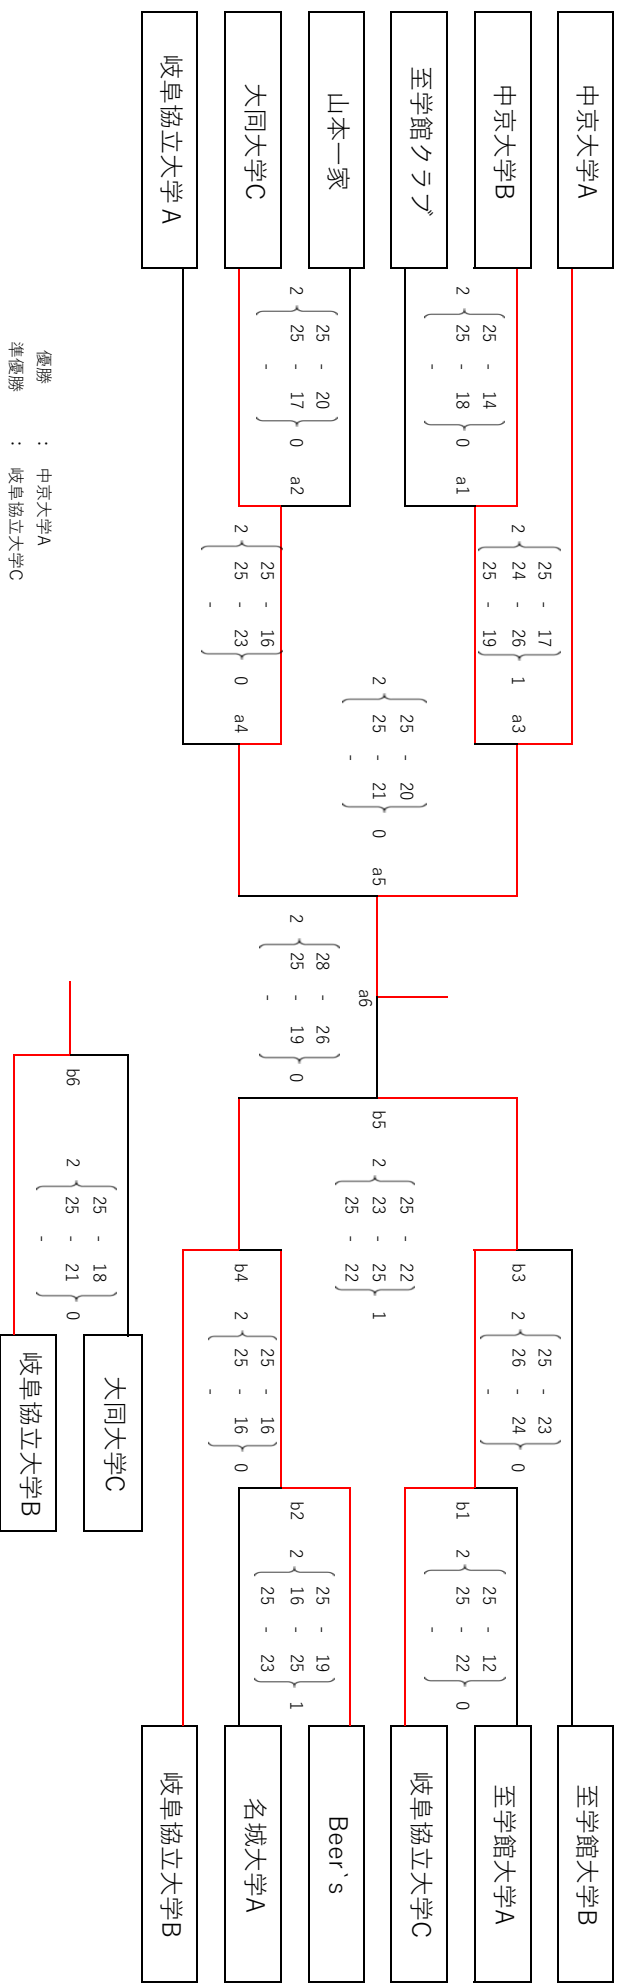 中京大学A
中京大学B
至学館クラブ
山本一家
大同大学C
岐阜協立大学A
2 25 - 14 0
25 - 18
-
a1
2 25 - 20 0
25 - 17
-
a2
25 - 17
2 24 - 26 1
25 - 19
a3
25 - 16
2 25 - 23 0
-
a4
25 - 20
2 25 - 21 0
-
a5
28 - 26
2 25 - 19 0
-
a6
b5
25 - 22
2 23 - 25 1
25 - 22
b3
25 - 23
2 26 - 24 0
-
b4
25 - 16
2 25 - 16 0
-
b1
25 - 12
2 25 - 22 0
-
b2
25 - 19
2 16 - 25 1
25 - 23
至学館大学B
至学館大学A
岐阜協立大学C
Beer`s
名城大学A
岐阜協立大学B
b6
25 - 18
2 25 - 21 0
-
大同大学C
岐阜協立大学B
優勝 : 中京大学A
準優勝 : 岐阜協立大学C